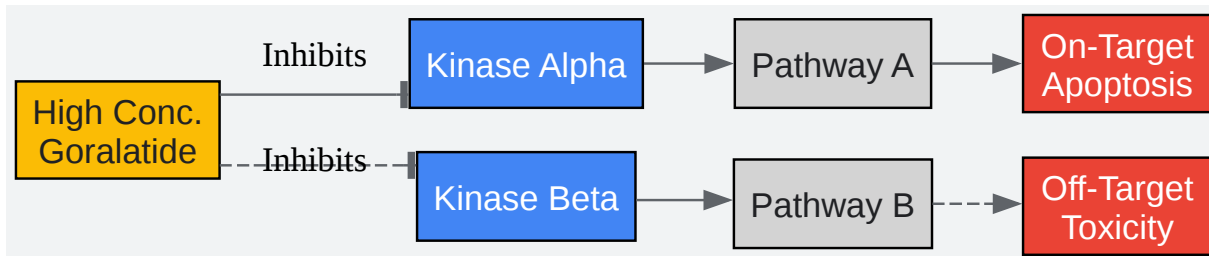 Inhibits
Kinase Alpha
Pathway A
On-Target
Apoptosis
High Conc.
Goralatide
Inhibits
Kinase Beta
Pathway B
Off-Target
Toxicity